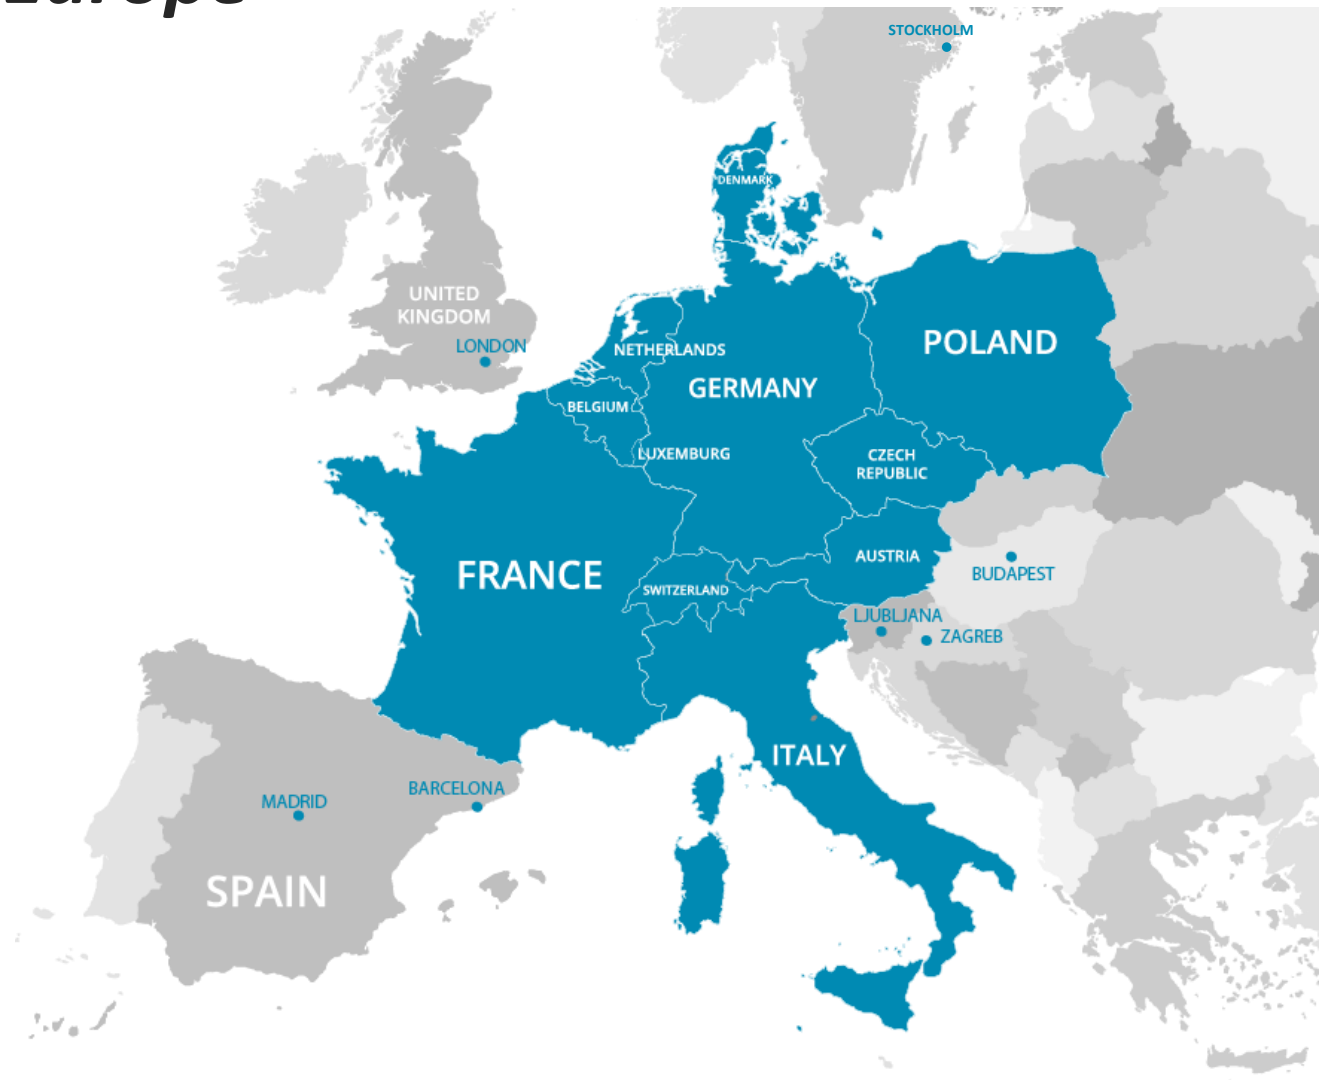 Europe
STOCKHOLM
DENMARK
UNITED
KINGDOM
LONDON
NETHERLANDS
POLAND
GERMANY
BELGIUM
LUXEMBURG
CZECH
REPUBLIC
AUSTRIA
FRANCE
SWITZERLAND
BUDAPEST
LJUBLJANA
ZAGREB
ITALY
BARCELONA
MADRID
SPAIN